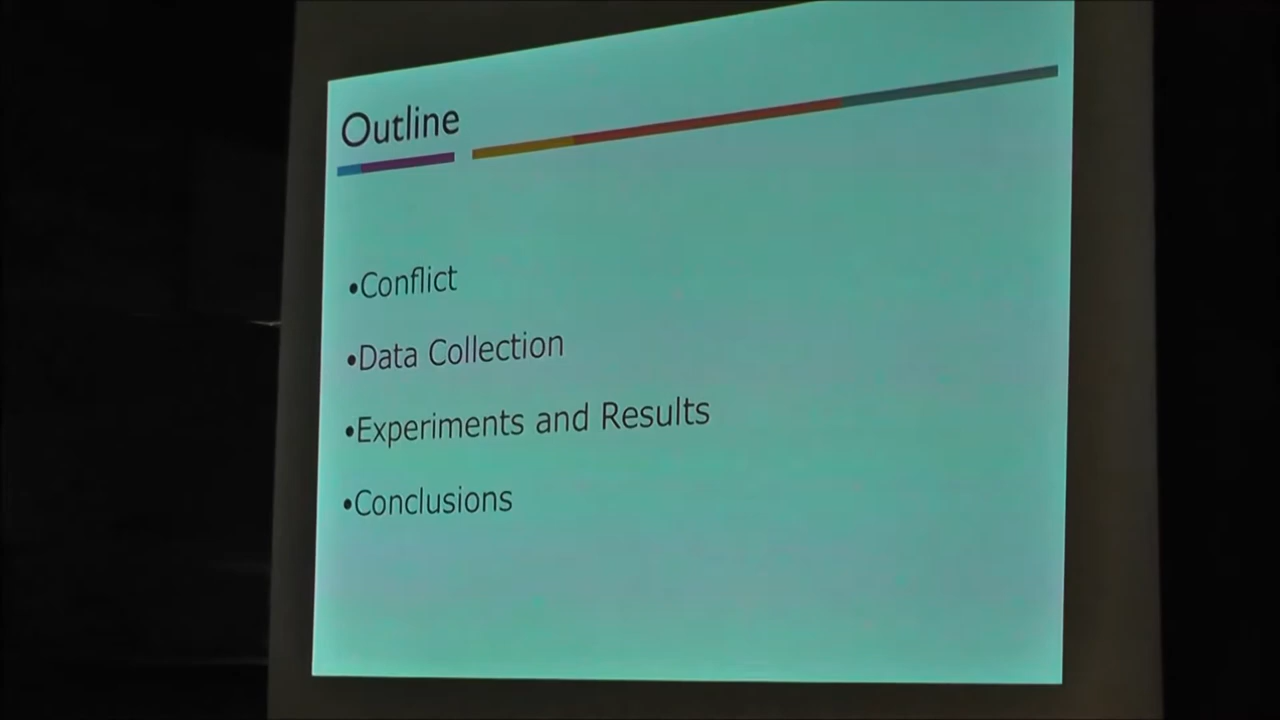 Outline
•Conflict
•Data Collection
•Experiments and Results
•Conclusions